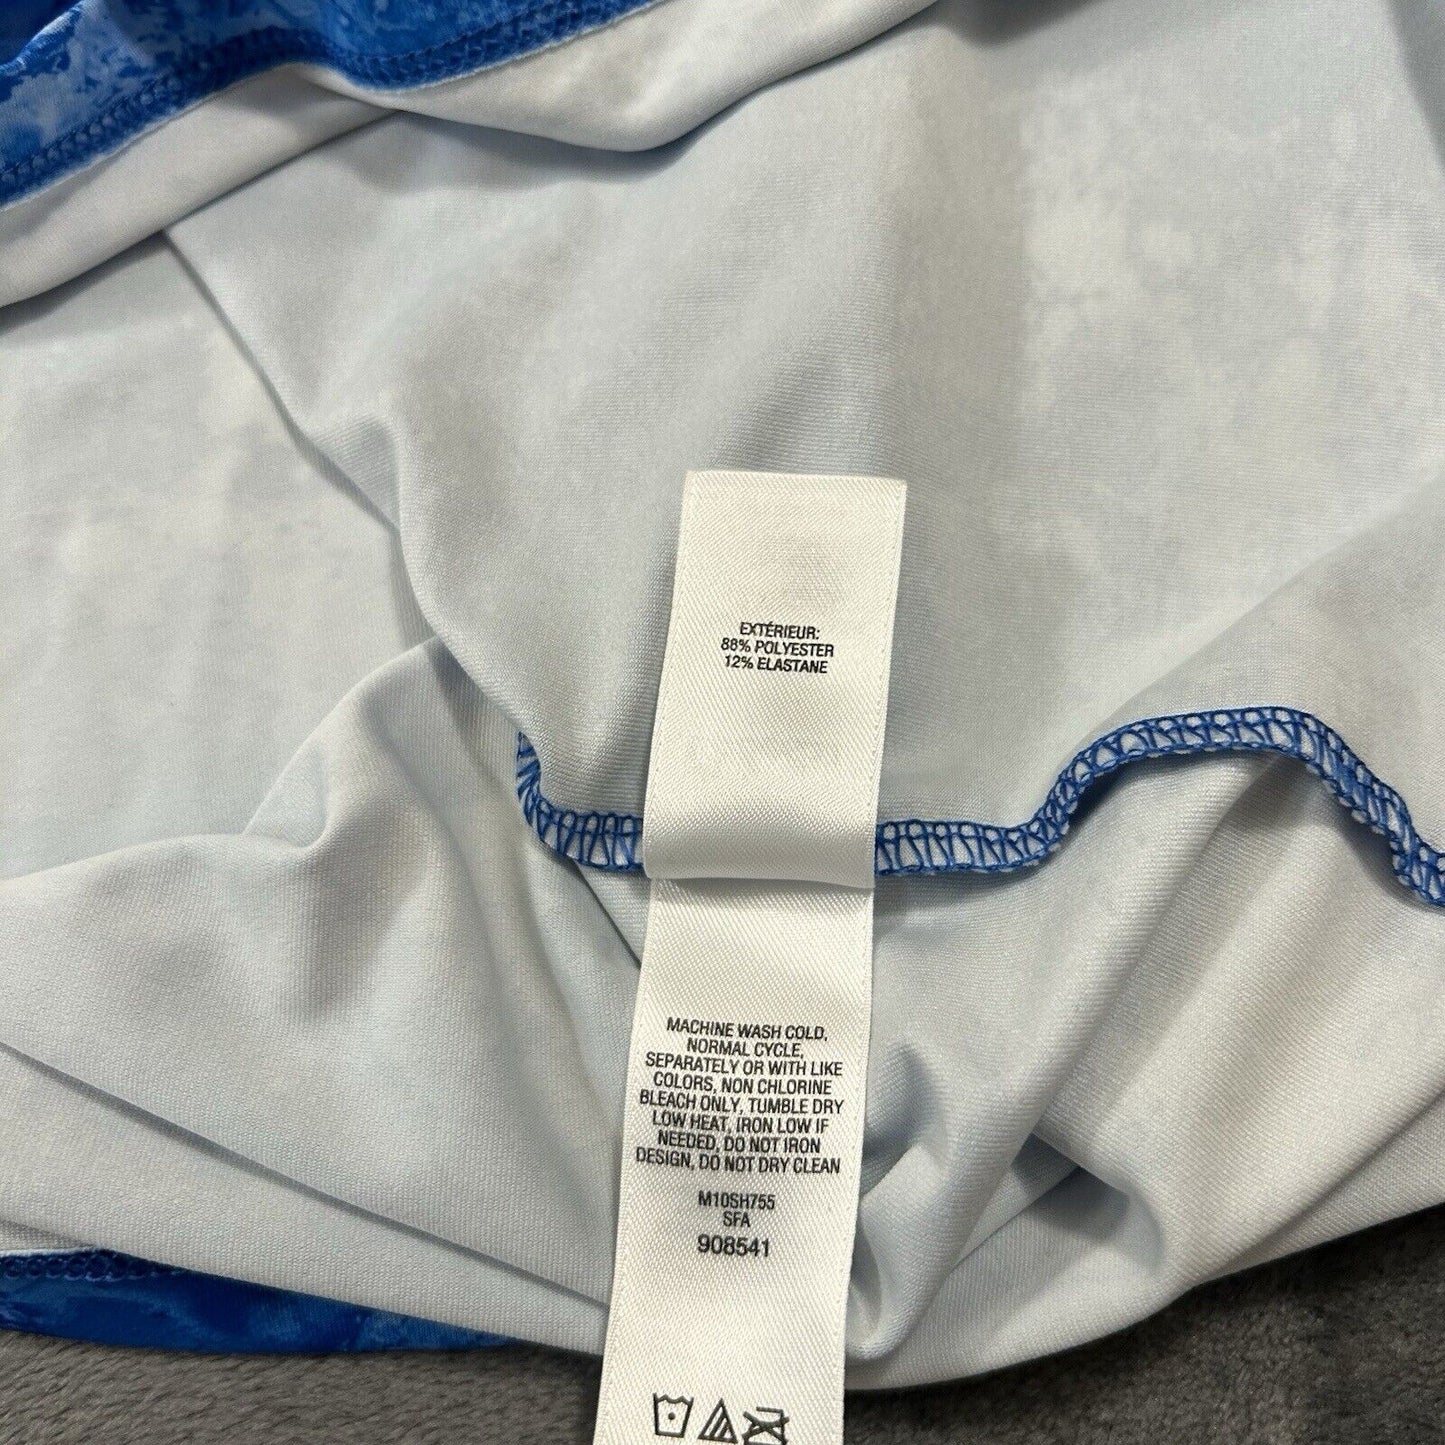 EXTÉRIEUR:
88% POLYESTER
12% ELASTANE
MACHINE WASH COLD,
NORMAL CYCLE,
SEPARATELY OR WITH LIKE
COLORS, NON CHLORINE
BLEACH ONLY, TUMBLE DRY
LOW HEAT, IRON LOW IF
NEEDED, DO NOT IRON
DESIGN, DO NOT DRY CLEAN
M10SH755
SFA
908541